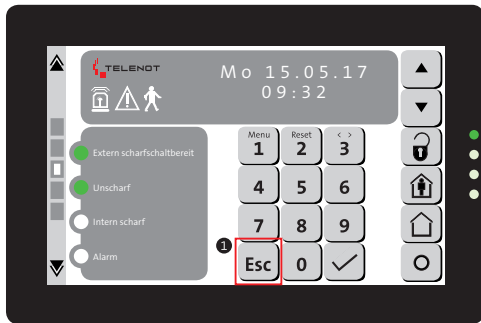 TELENOT
Mo 15.05.17
09:32
Extern scharfschaltbereit
Unscharf
Intern scharf
Alarm
Menu Reset < >
1 2 3
4 5 6
7 8 9
1
Esc 0